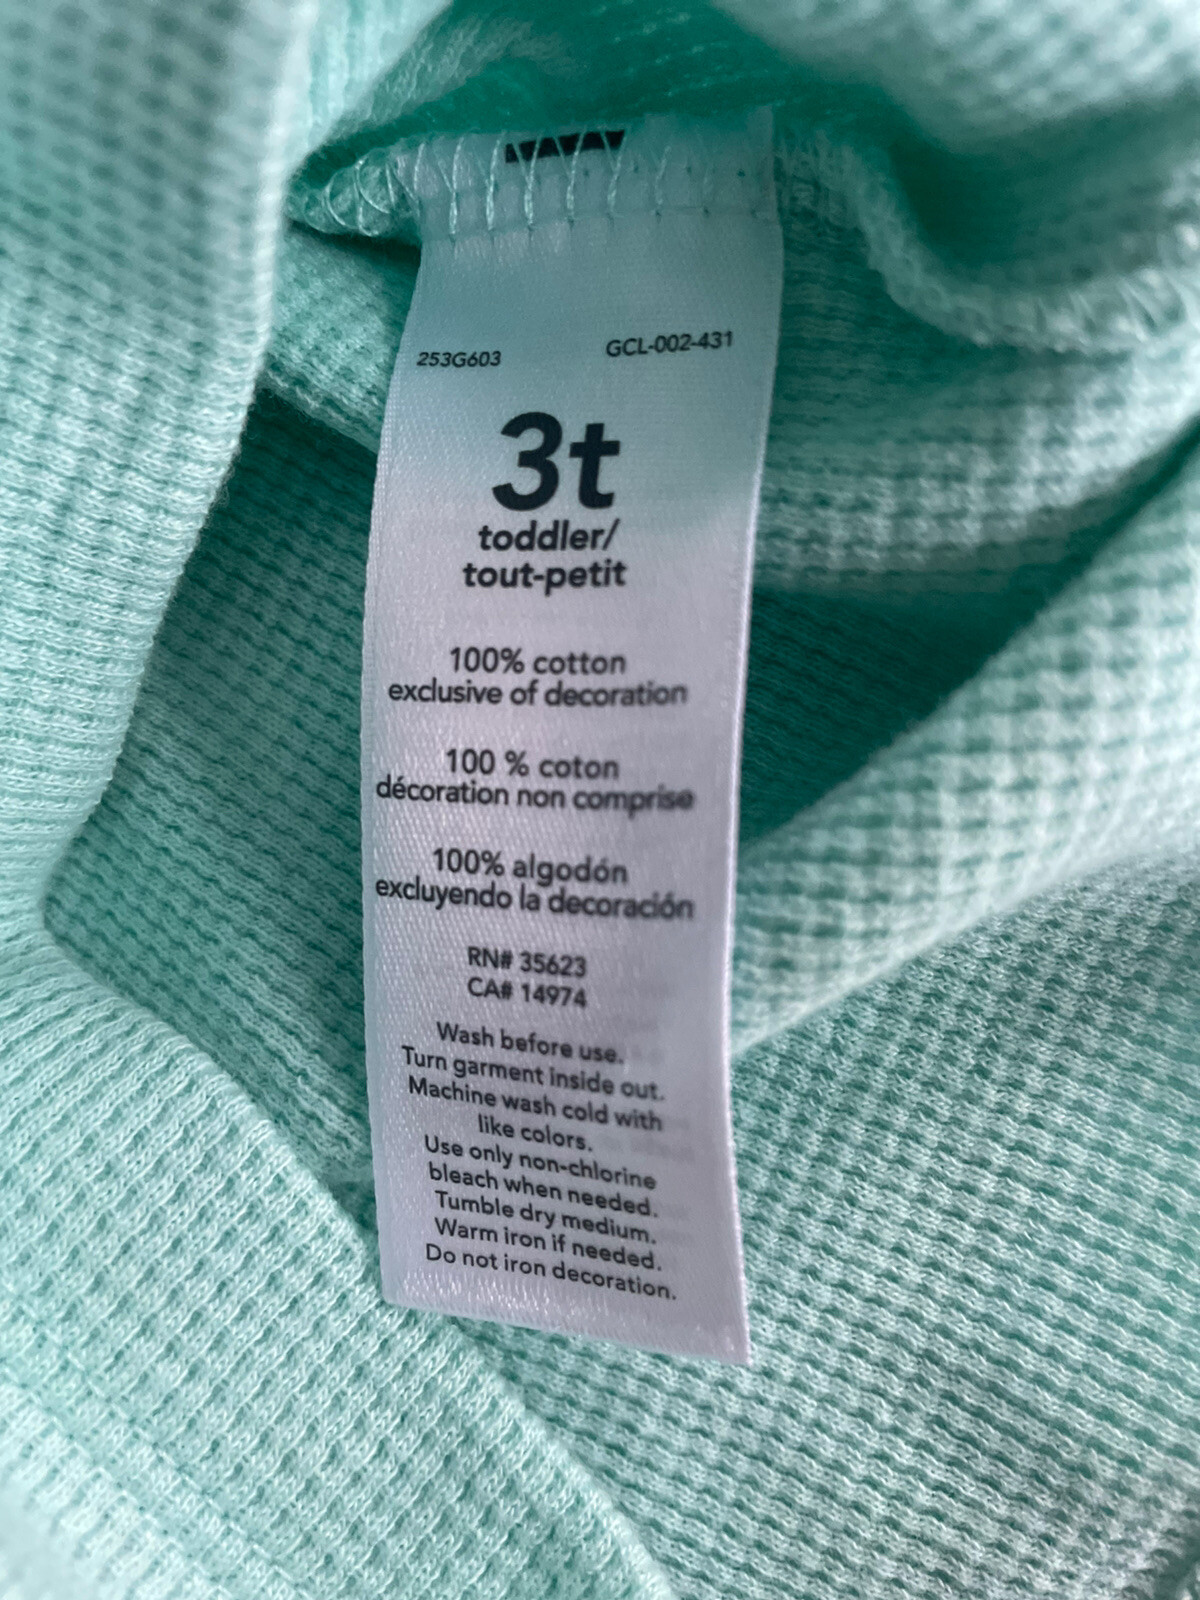 253G603 GCL-002-431
3t
toddler/
tout-petit
100% cotton
exclusive of decoration
100 % coton
décoration non comprise
100% algodón
excluyendo la decoración
RN# 35623
CA# 14974
Wash before use.
Turn garment inside out.
Machine wash cold with
like colors.
Use only non-chlorine
bleach when needed.
Tumble dry medium.
Warm iron if needed.
Do not iron decoration.